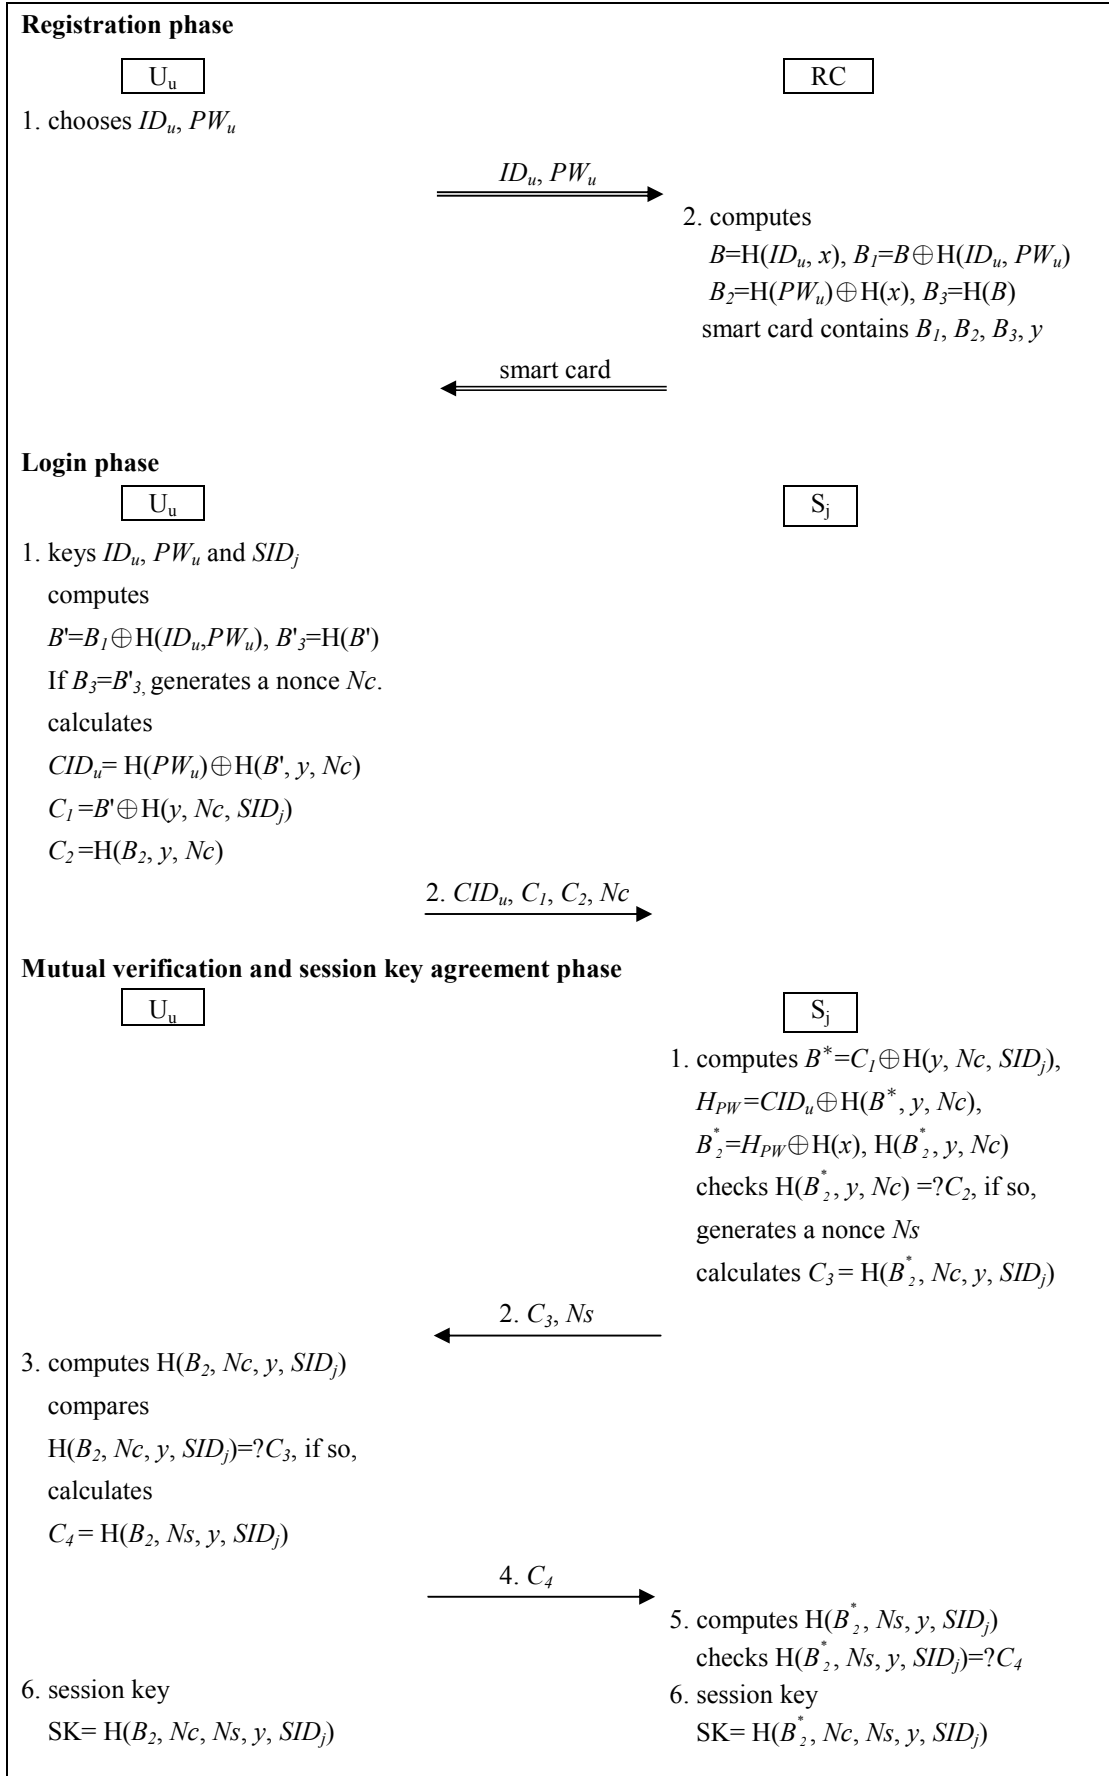 Registration phase
U_u RC
1. chooses ID_u, PW_u
ID_u, PW_u
2. computes
B=H(ID_u, x), B_1=B⊕H(ID_u, PW_u)
B_2=H(PW_u)⊕H(x), B_3=H(B)
smart card contains B_1, B_2, B_3, y
smart card
Login phase
U_u S_j
1. keys ID_u, PW_u and SID_j
computes
B'=B_1⊕H(ID_u,PW_u), B'_3=H(B')
If B_3=B'_3, generates a nonce Nc.
calculates
CID_u= H(PW_u)⊕H(B', y, Nc)
C_1=B'⊕H(y, Nc, SID_j)
C_2=H(B_2, y, Nc)
2. CID_u, C_1, C_2, Nc
Mutual verification and session key agreement phase
U_u S_j
1. computes B*=C_1⊕H(y, Nc, SID_j),
H_PW=CID_u⊕H(B*, y, Nc),
B*_2=H_PW⊕H(x), H(B*_2, y, Nc)
checks H(B*_2, y, Nc) =?C_2, if so,
generates a nonce Ns
calculates C_3= H(B*_2, Nc, y, SID_j)
2. C_3, Ns
3. computes H(B_2, Nc, y, SID_j)
compares
H(B_2, Nc, y, SID_j)=?C_3, if so,
calculates
C_4= H(B_2, Ns, y, SID_j)
4. C_4
5. computes H(B*_2, Ns, y, SID_j)
checks H(B*_2, Ns, y, SID_j)=?C_4
6. session key
SK= H(B_2, Nc, Ns, y, SID_j)
6. session key
SK= H(B*_2, Nc, Ns, y, SID_j)